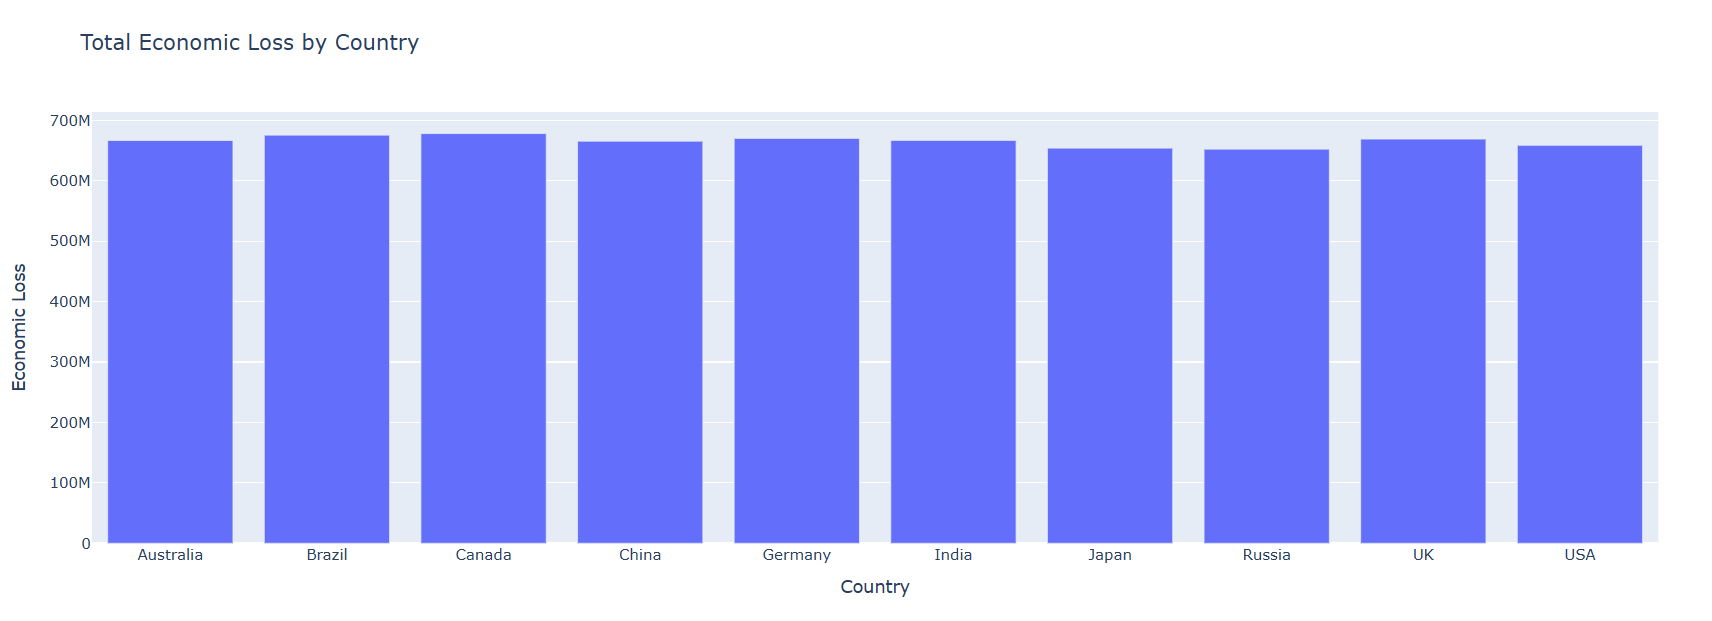 Total Economic Loss by Country
Economic Loss
700M
600M
500M
400M
300M
200M
100M
0
Australia Brazil Canada China Germany India Japan Russia UK USA
Country